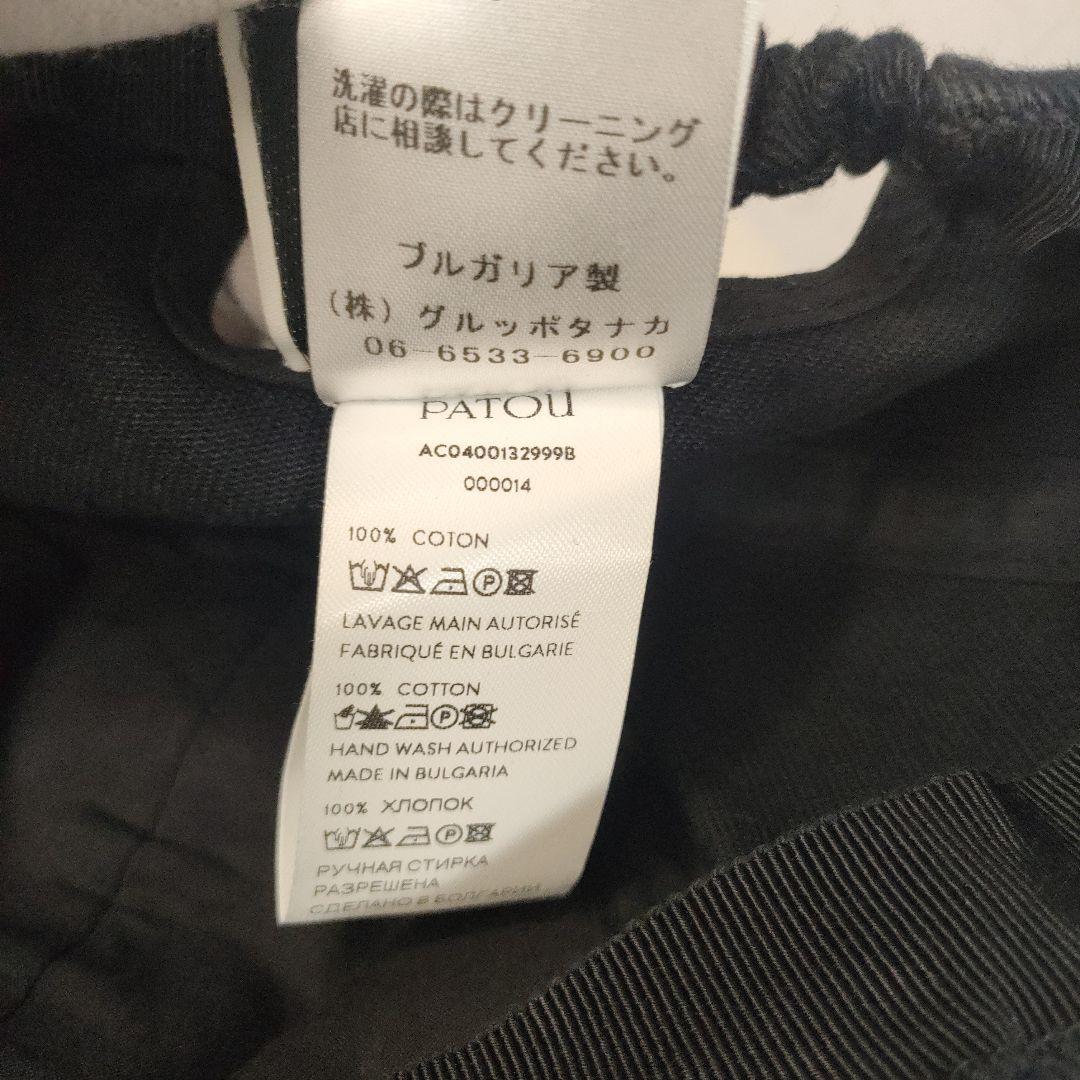 洗濯の際はクリーニング
店に相談してください。
ブルガリア製
(株) グルッポタナカ
06-6533-6900
PATOU
AC0400132999B
000014
100% COTON
LAVAGE MAIN AUTORISÉ
FABRIQUÉ EN BULGARIE
100% COTTON
HAND WASH AUTHORIZED
MADE IN BULGARIA
100% ХЛОПОК
РУЧНАЯ СТИРКА
РАЗРЕШЕНА
СДЕЛАНО В БОЛГАРИИ